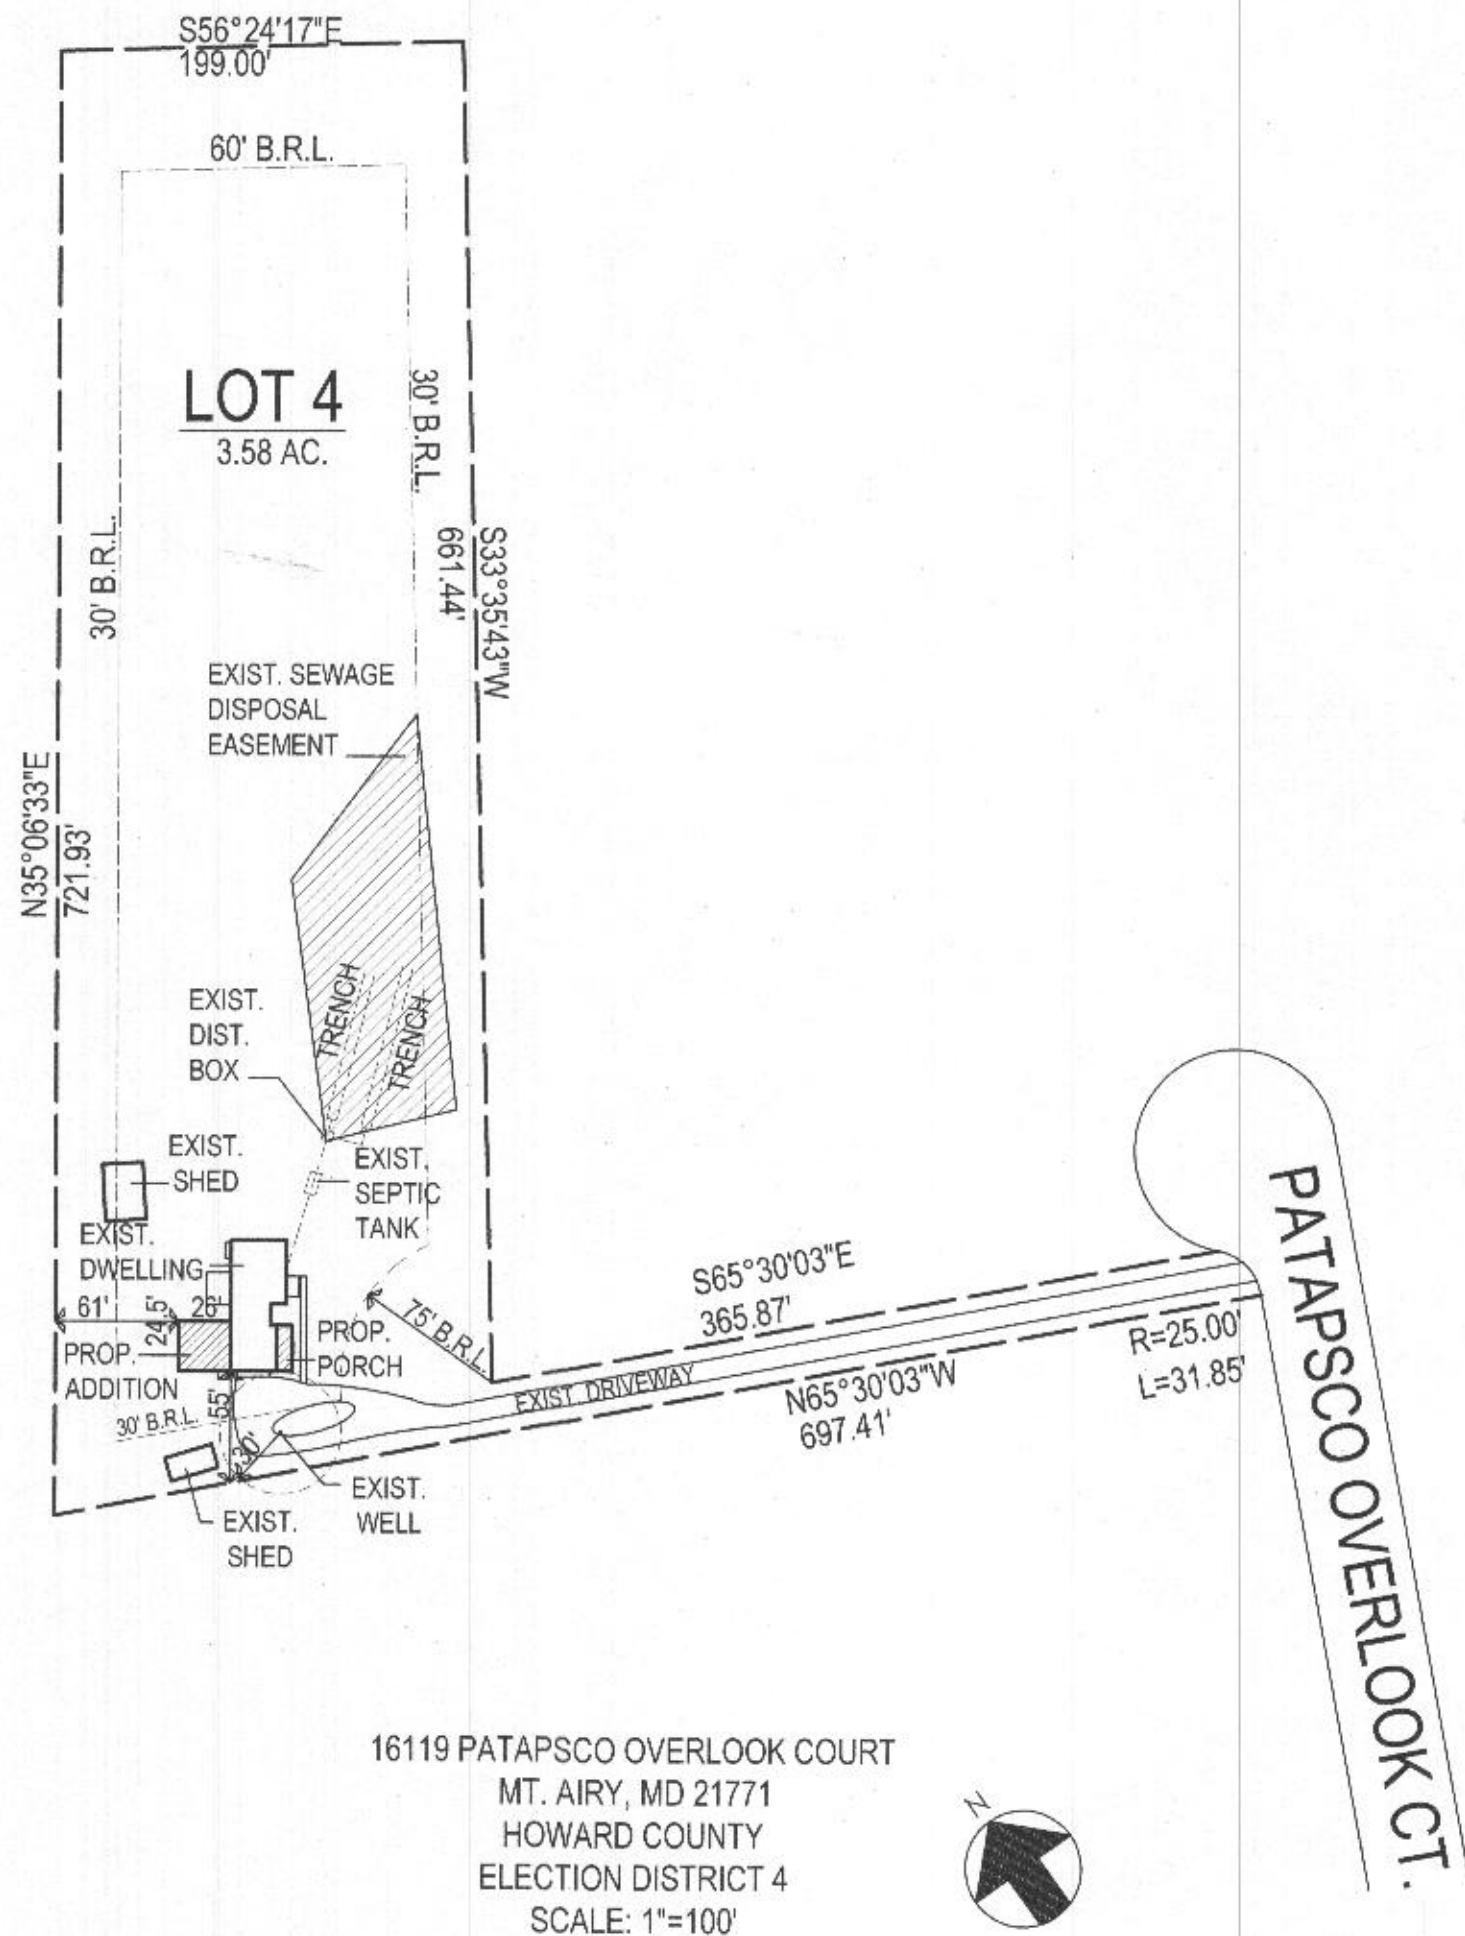 S56°24'17"E
199.00'
60' B.R.L.
LOT 4
3.58 AC.
30' B.R.L.
30' B.R.L.
S33°35'43"W
661.44'
EXIST. SEWAGE
DISPOSAL
EASEMENT
N35°06'33"E
721.93'
TRENCH
TRENCH
EXIST.
DIST.
BOX
EXIST.
SHED
EXIST.
SEPTIC
TANK
EXIST.
DWELLING
61'
24.5'
26'
PROP.
ADDITION
PROP.
PORCH
75' B.R.L.
30' B.R.L.
55'
30'
EXIST.
WELL
EXIST.
SHED
S65°30'03"E
365.87'
EXIST. DRIVEWAY
N65°30'03"W
697.41'
R=25.00'
L=31.85'
PATAPSCO OVERLOOK CT.
16119 PATAPSCO OVERLOOK COURT
MT. AIRY, MD 21771
HOWARD COUNTY
ELECTION DISTRICT 4
SCALE: 1"=100'
N